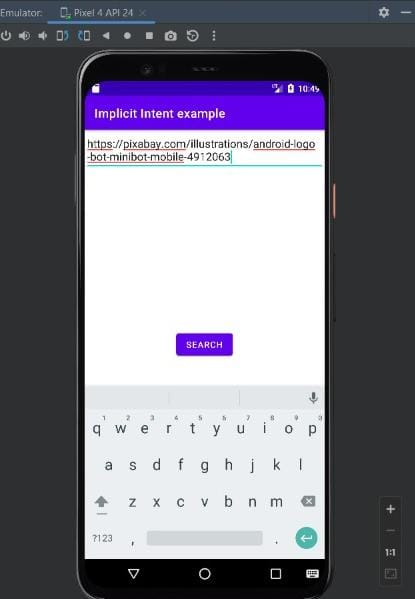 Emulator: Pixel 4 API 24
10:49
Implicit Intent example
https://pixabay.com/illustrations/android-logo
-bot-minibot-mobile-4912063
SEARCH
1 2 3 4 5 6 7 8 9 0
q w e r t y u i o p
a s d f g h j k l
z x c v b n m
?123 , .
1:1